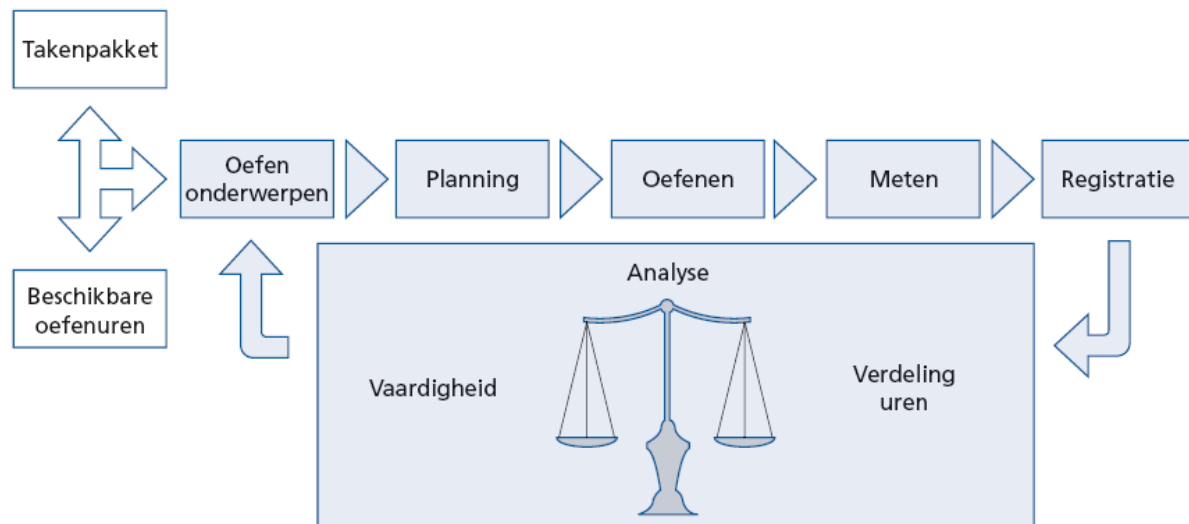 Takenpakket
Oefen
onderwerpen
Planning
Oefenen
Meten
Registratie
Beschikbare
oefenuren
Analyse
Vaardigheid
Verdeling
uren